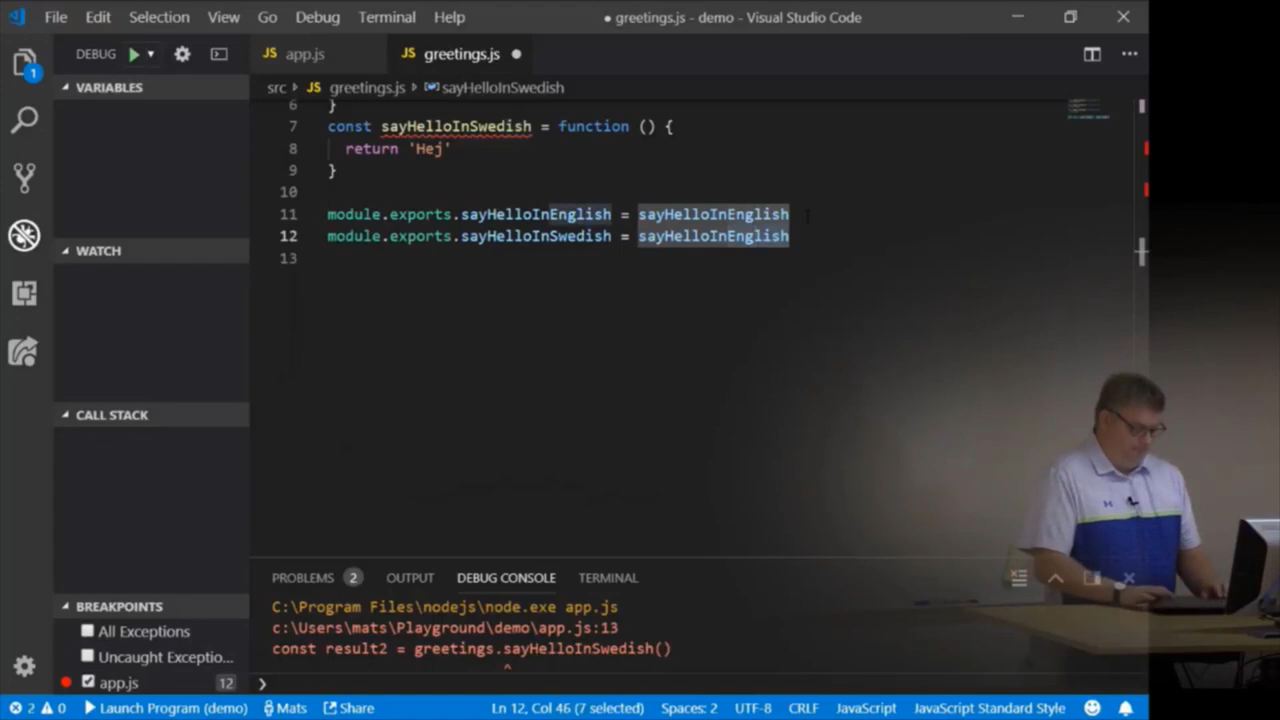 File Edit Selection View Go Debug Terminal Help ● greetings.js - demo - Visual Studio Code
DEBUG
JS app.js JS greetings.js ●
src JS greetings.js sayHelloInSwedish
1
VARIABLES
WATCH
CALL STACK
BREAKPOINTS
All Exceptions
Uncaught Exceptio...
app.js 12
6 }
7 const sayHelloInSwedish = function () {
8 return 'Hej'
9 }
10
11 module.exports.sayHelloInEnglish = sayHelloInEnglish
12 module.exports.sayHelloInSwedish = sayHelloInEnglish
13
PROBLEMS 2 OUTPUT DEBUG CONSOLE TERMINAL
C:\Program Files\nodejs\node.exe app.js
c:\Users\mats\Playground\demo\app.js:13
const result2 = greetings.sayHelloInSwedish()
^
2 0 Launch Program (demo) Mats Share Ln 12, Col 46 (7 selected) Spaces: 2 UTF-8 CRLF JavaScript JavaScript Standard Style